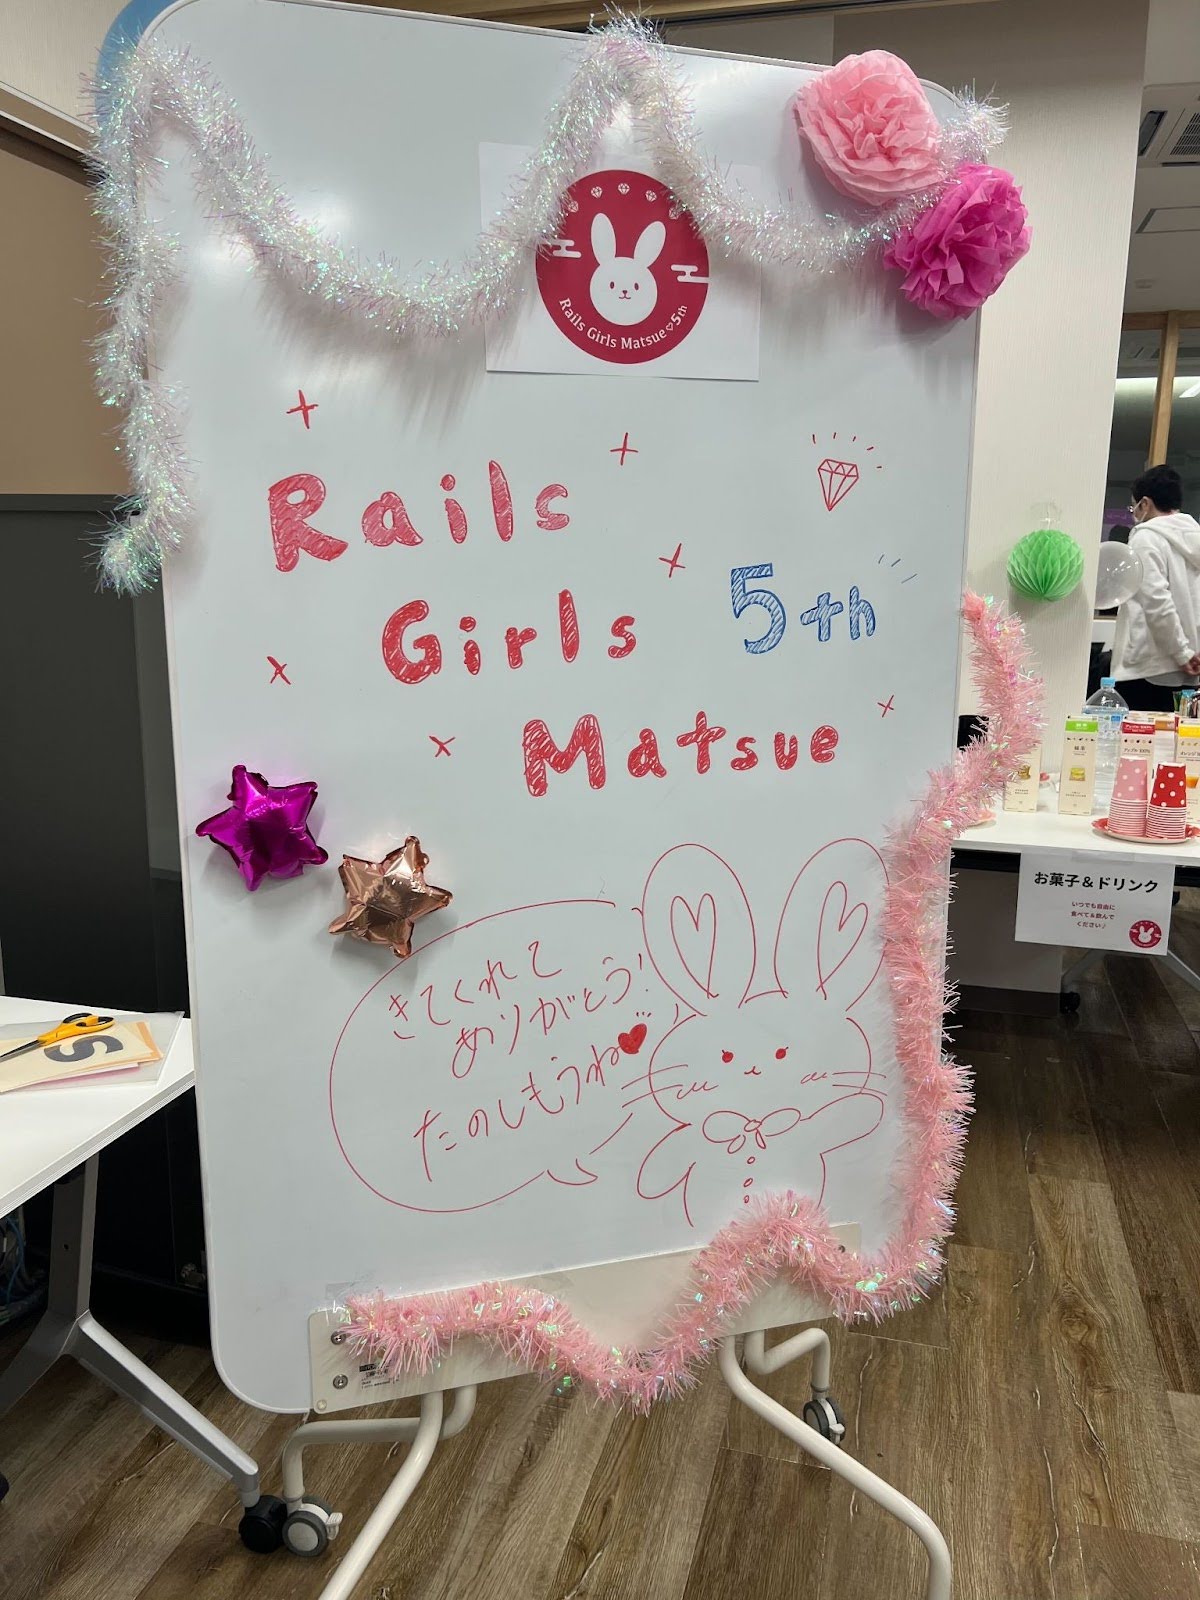 Rails Girls Matsue♡5th
Rails
Girls 5th
Matsue
きてくれて
ありがとう!
たのしもうね♥
お菓子&ドリンク
いつでも自由に
食べて&飲んで
ください♪
S